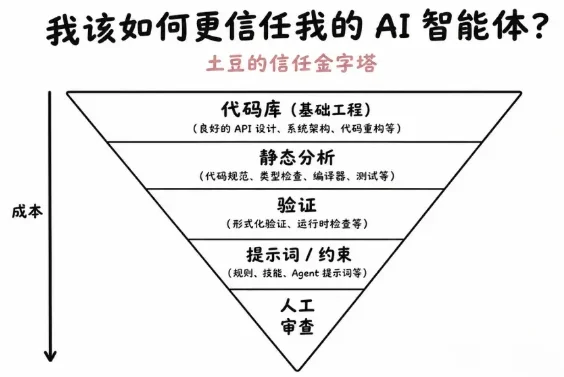 我该如何更信任我的 AI 智能体？
土豆的信任金字塔
代码库（基础工程）
（良好的 API 设计、系统架构、代码重构等）
静态分析
（代码规范、类型检查、编译器、测试等）
成本
验证
（形式化验证、运行时检查等）
提示词 / 约束
（规则、技能、Agent 提示词等）
人工
审查